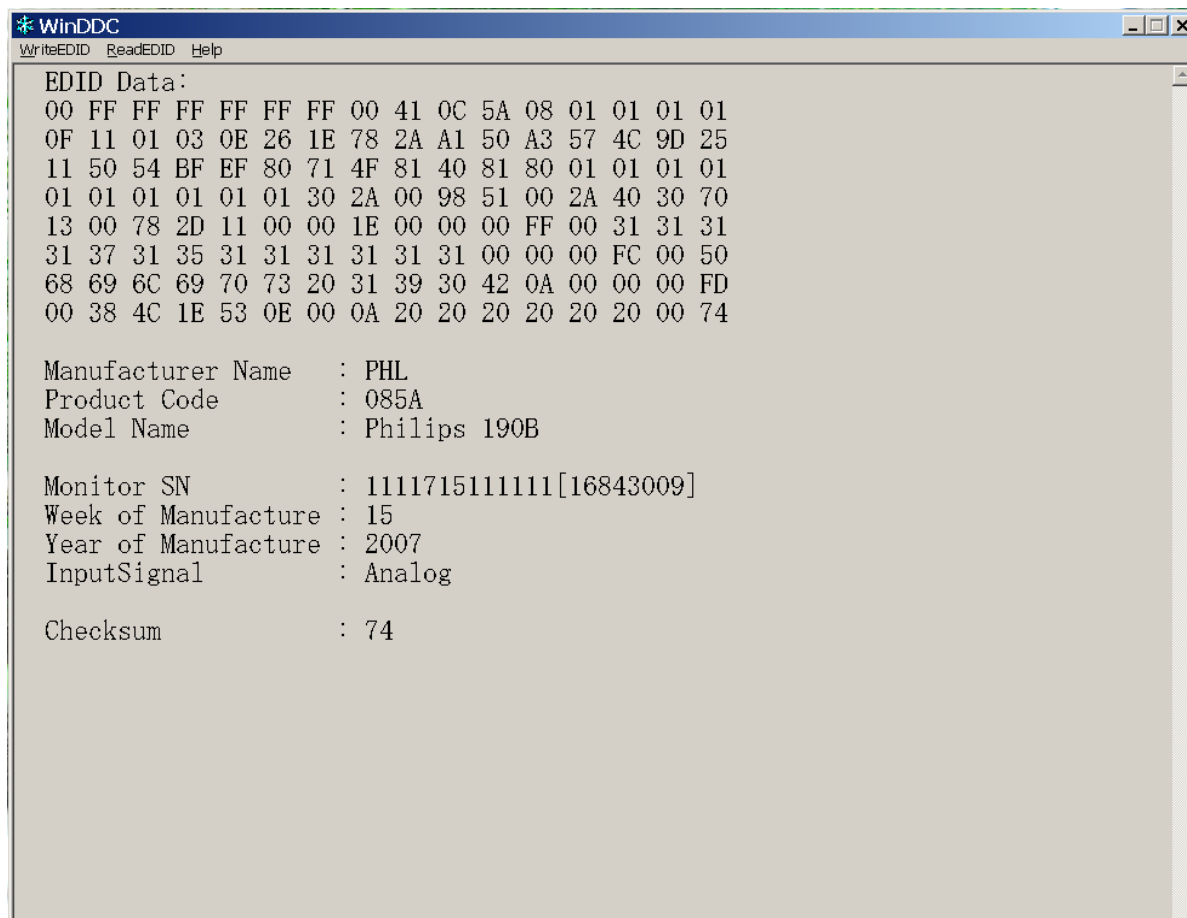 WinDDC
WriteEDID ReadEDID Help
EDID Data:
00 FF FF FF FF FF FF 00 41 0C 5A 08 01 01 01 01
0F 11 01 03 0E 26 1E 78 2A A1 50 A3 57 4C 9D 25
11 50 54 BF EF 80 71 4F 81 40 81 80 01 01 01 01
01 01 01 01 01 01 30 2A 00 98 51 00 2A 40 30 70
13 00 78 2D 11 00 00 1E 00 00 00 FF 00 31 31 31
31 37 31 35 31 31 31 31 31 31 00 00 00 FC 00 50
68 69 6C 69 70 73 20 31 39 30 42 0A 00 00 00 FD
00 38 4C 1E 53 0E 00 0A 20 20 20 20 20 20 00 74
Manufacturer Name : PHL
Product Code : 085A
Model Name : Philips 190B
Monitor SN : 1111715111111[16843009]
Week of Manufacture : 15
Year of Manufacture : 2007
InputSignal : Analog
Checksum : 74